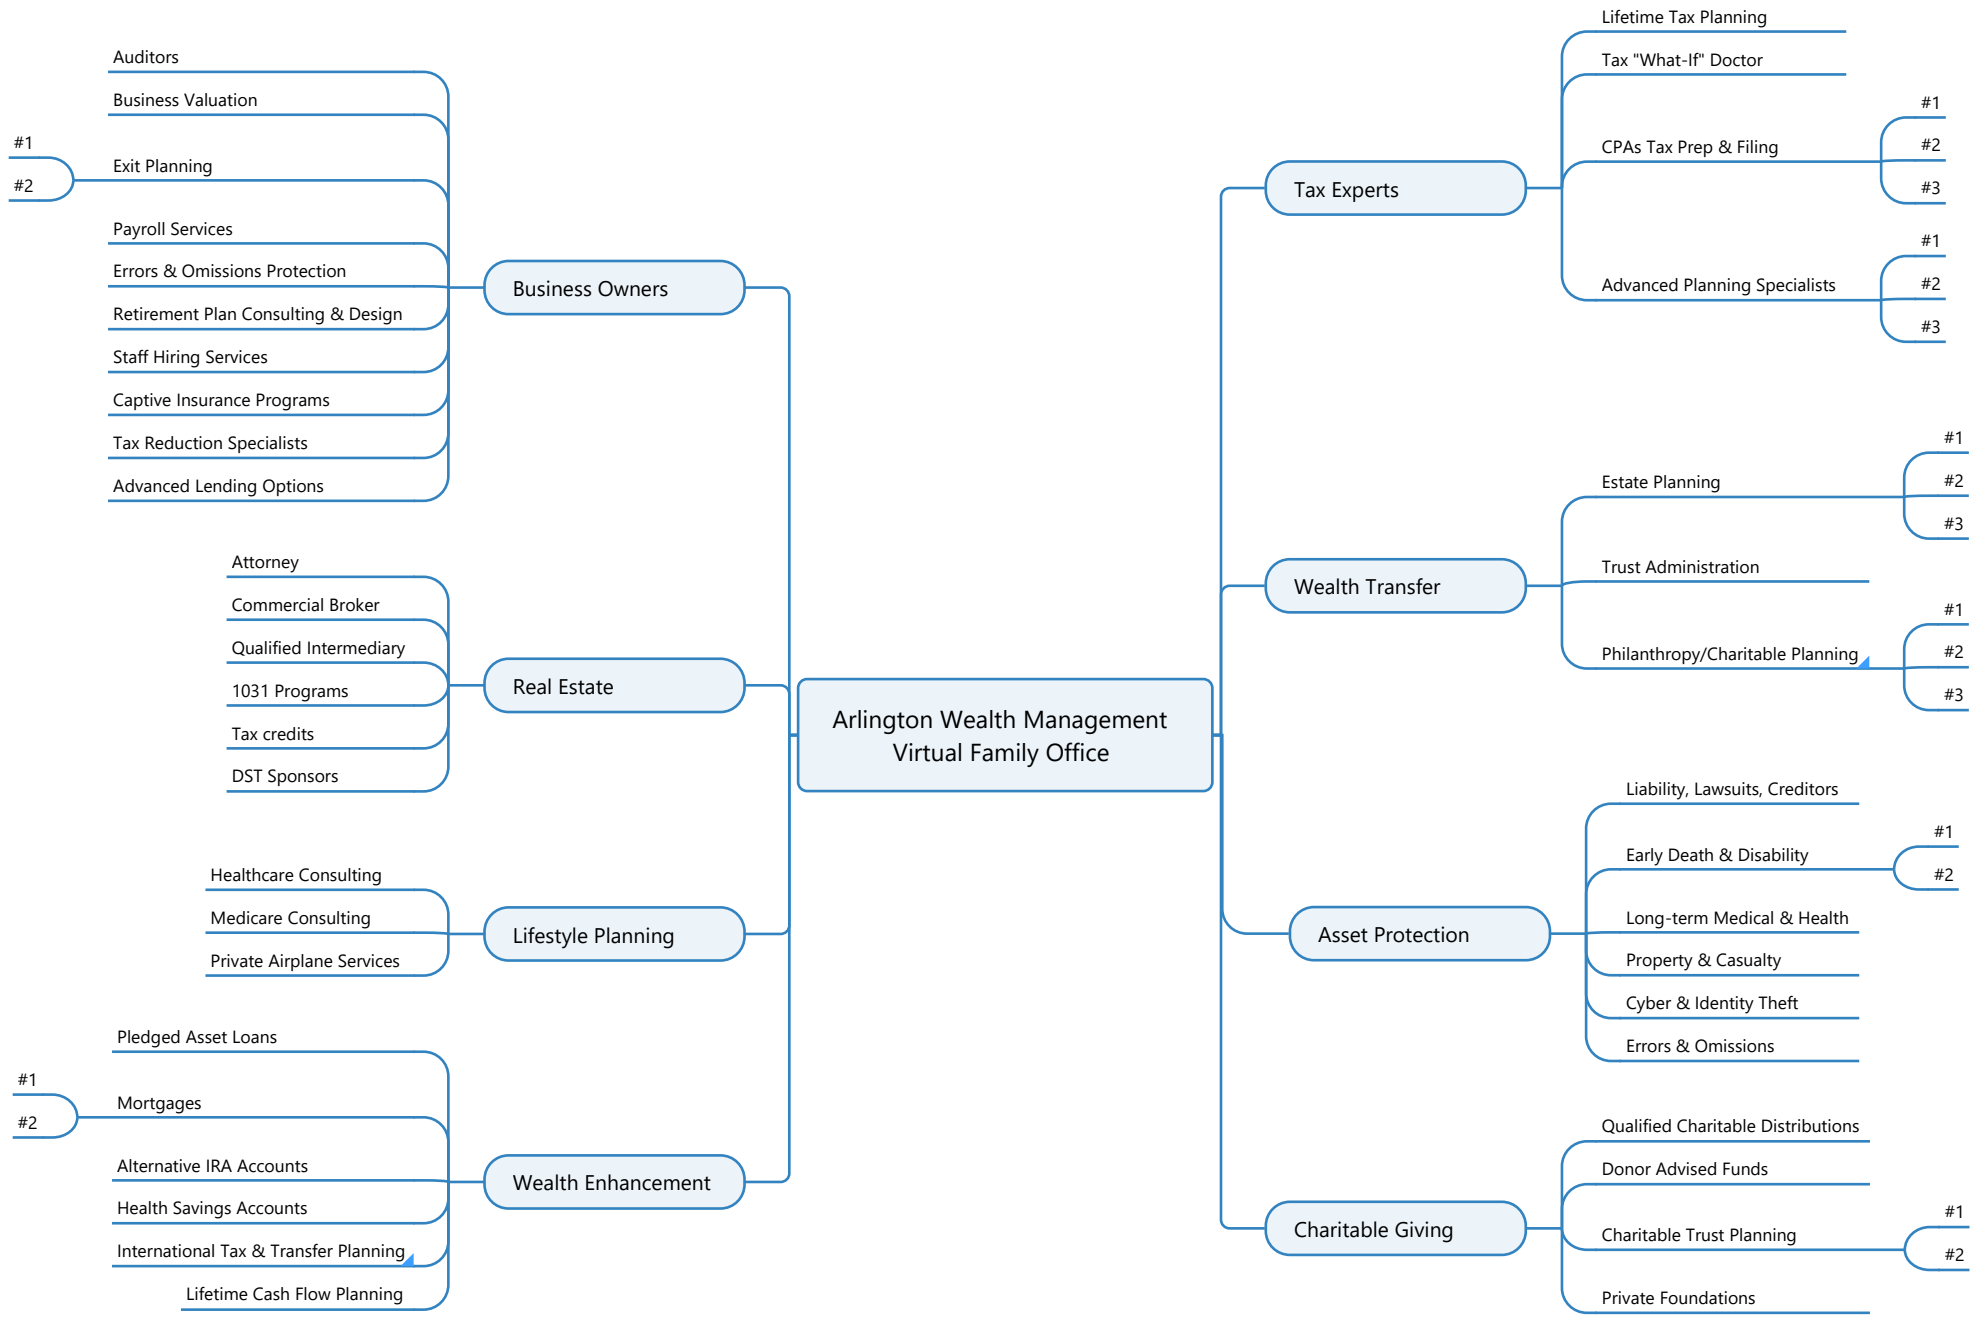 Arlington Wealth Management
Virtual Family Office
Business Owners
Auditors
Business Valuation
Exit Planning
#1
#2
Payroll Services
Errors & Omissions Protection
Retirement Plan Consulting & Design
Staff Hiring Services
Captive Insurance Programs
Tax Reduction Specialists
Advanced Lending Options
Real Estate
Attorney
Commercial Broker
Qualified Intermediary
1031 Programs
Tax credits
DST Sponsors
Lifestyle Planning
Healthcare Consulting
Medicare Consulting
Private Airplane Services
Wealth Enhancement
Pledged Asset Loans
Mortgages
#1
#2
Alternative IRA Accounts
Health Savings Accounts
International Tax & Transfer Planning
Lifetime Cash Flow Planning
Tax Experts
Lifetime Tax Planning
Tax "What-If" Doctor
CPAs Tax Prep & Filing
#1
#2
#3
Advanced Planning Specialists
#1
#2
#3
Wealth Transfer
Estate Planning
#1
#2
#3
Trust Administration
Philanthropy/Charitable Planning
#1
#2
#3
Asset Protection
Liability, Lawsuits, Creditors
Early Death & Disability
#1
#2
Long-term Medical & Health
Property & Casualty
Cyber & Identity Theft
Errors & Omissions
Charitable Giving
Qualified Charitable Distributions
Donor Advised Funds
Charitable Trust Planning
#1
#2
Private Foundations